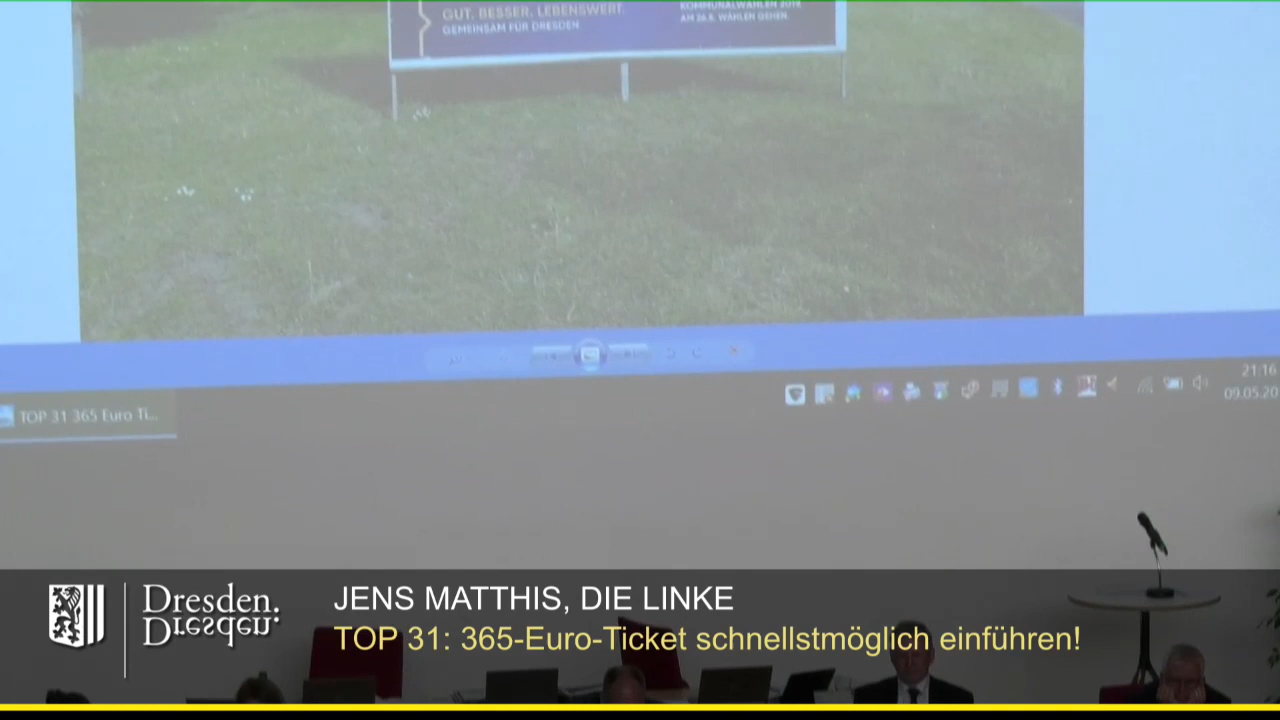 GUT. BESSER. LEBENSWERT.
GEMEINSAM FÜR DRESDEN
KOMMUNALWAHLEN 2019
AM 26.5. WÄHLEN GEHEN.
21:16
09.05.20
TOP 31 365 Euro Ti...
Dresden.
Dresden.
JENS MATTHIS, DIE LINKE
TOP 31: 365-Euro-Ticket schnellstmöglich einführen!